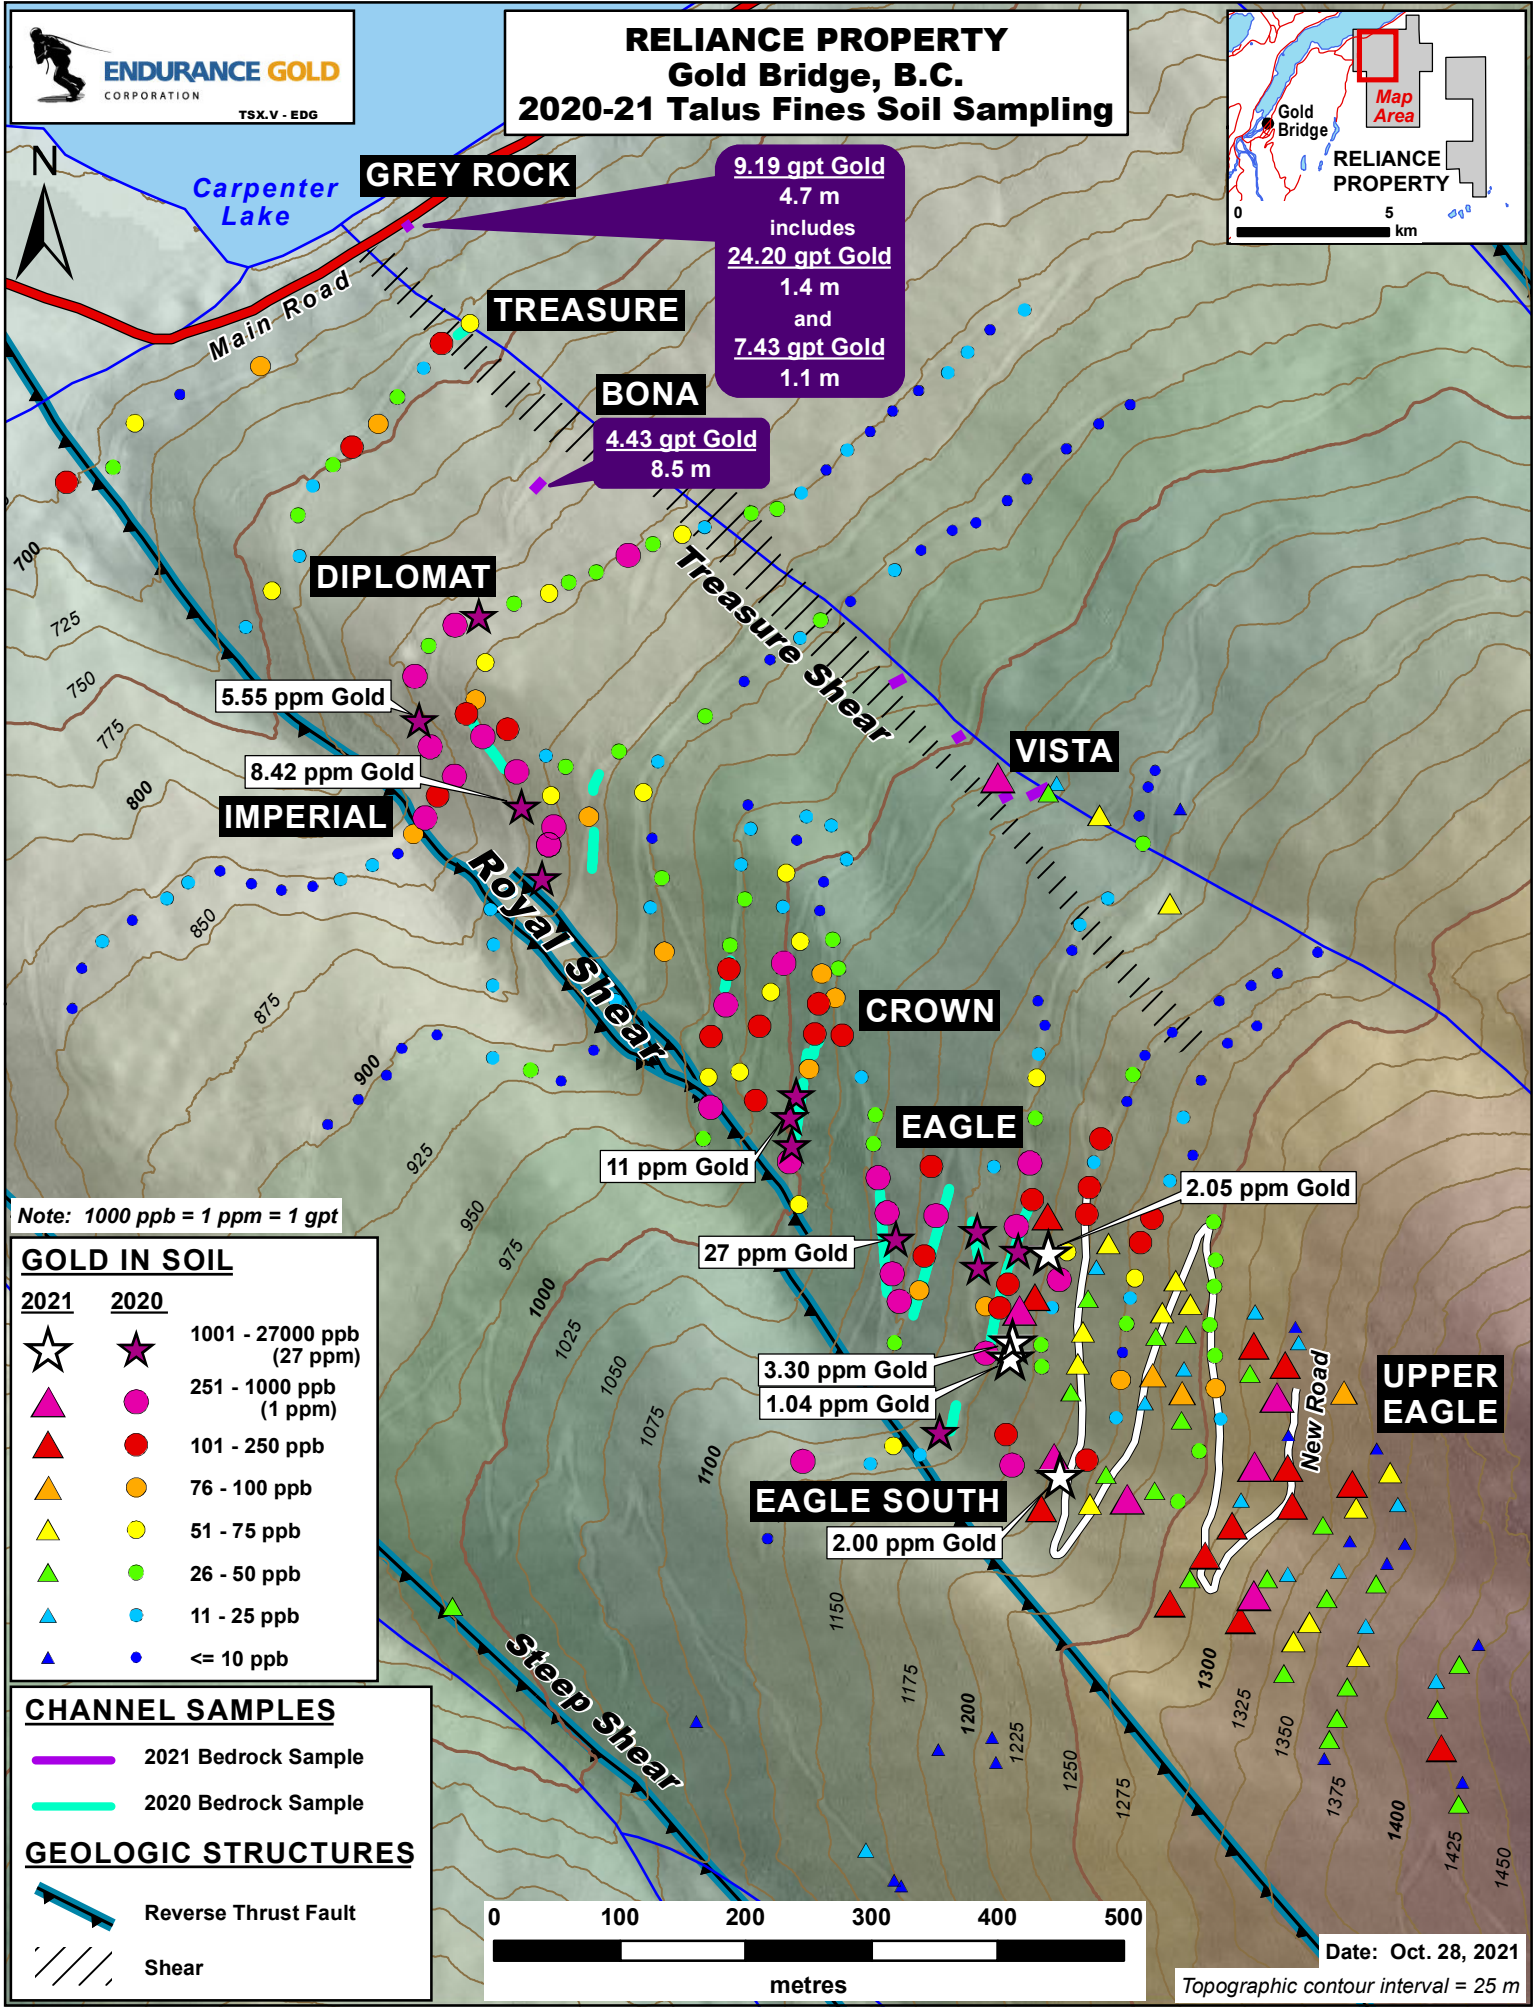 ENDURANCE GOLD
CORPORATION
TSX.V - EDG
RELIANCE PROPERTY
Gold Bridge, B.C.
2020-21 Talus Fines Soil Sampling
Gold
Bridge
Map
Area
RELIANCE
PROPERTY
0 5
km
N
Carpenter
Lake
GREY ROCK
9.19 gpt Gold
4.7 m
includes
24.20 gpt Gold
1.4 m
and
7.43 gpt Gold
1.1 m
Main Road
TREASURE
BONA
4.43 gpt Gold
8.5 m
DIPLOMAT
Treasure Shear
700
725
750
775
800
5.55 ppm Gold
8.42 ppm Gold
IMPERIAL
VISTA
Royal Shear
850
875
900
CROWN
EAGLE
925
950
975
1000
1025
1050
1075
1100
11 ppm Gold
2.05 ppm Gold
27 ppm Gold
3.30 ppm Gold
1.04 ppm Gold
UPPER
EAGLE
New Road
EAGLE SOUTH
2.00 ppm Gold
Steep Shear
1150
1175
1200
1225
1250
1275
1300
1325
1350
1375
1400
1425
1450
Note: 1000 ppb = 1 ppm = 1 gpt
GOLD IN SOIL
2021 2020
1001 - 27000 ppb
(27 ppm)
251 - 1000 ppb
(1 ppm)
101 - 250 ppb
76 - 100 ppb
51 - 75 ppb
26 - 50 ppb
11 - 25 ppb
<= 10 ppb
CHANNEL SAMPLES
2021 Bedrock Sample
2020 Bedrock Sample
GEOLOGIC STRUCTURES
Reverse Thrust Fault
Shear
0 100 200 300 400 500
metres
Date: Oct. 28, 2021
Topographic contour interval = 25 m